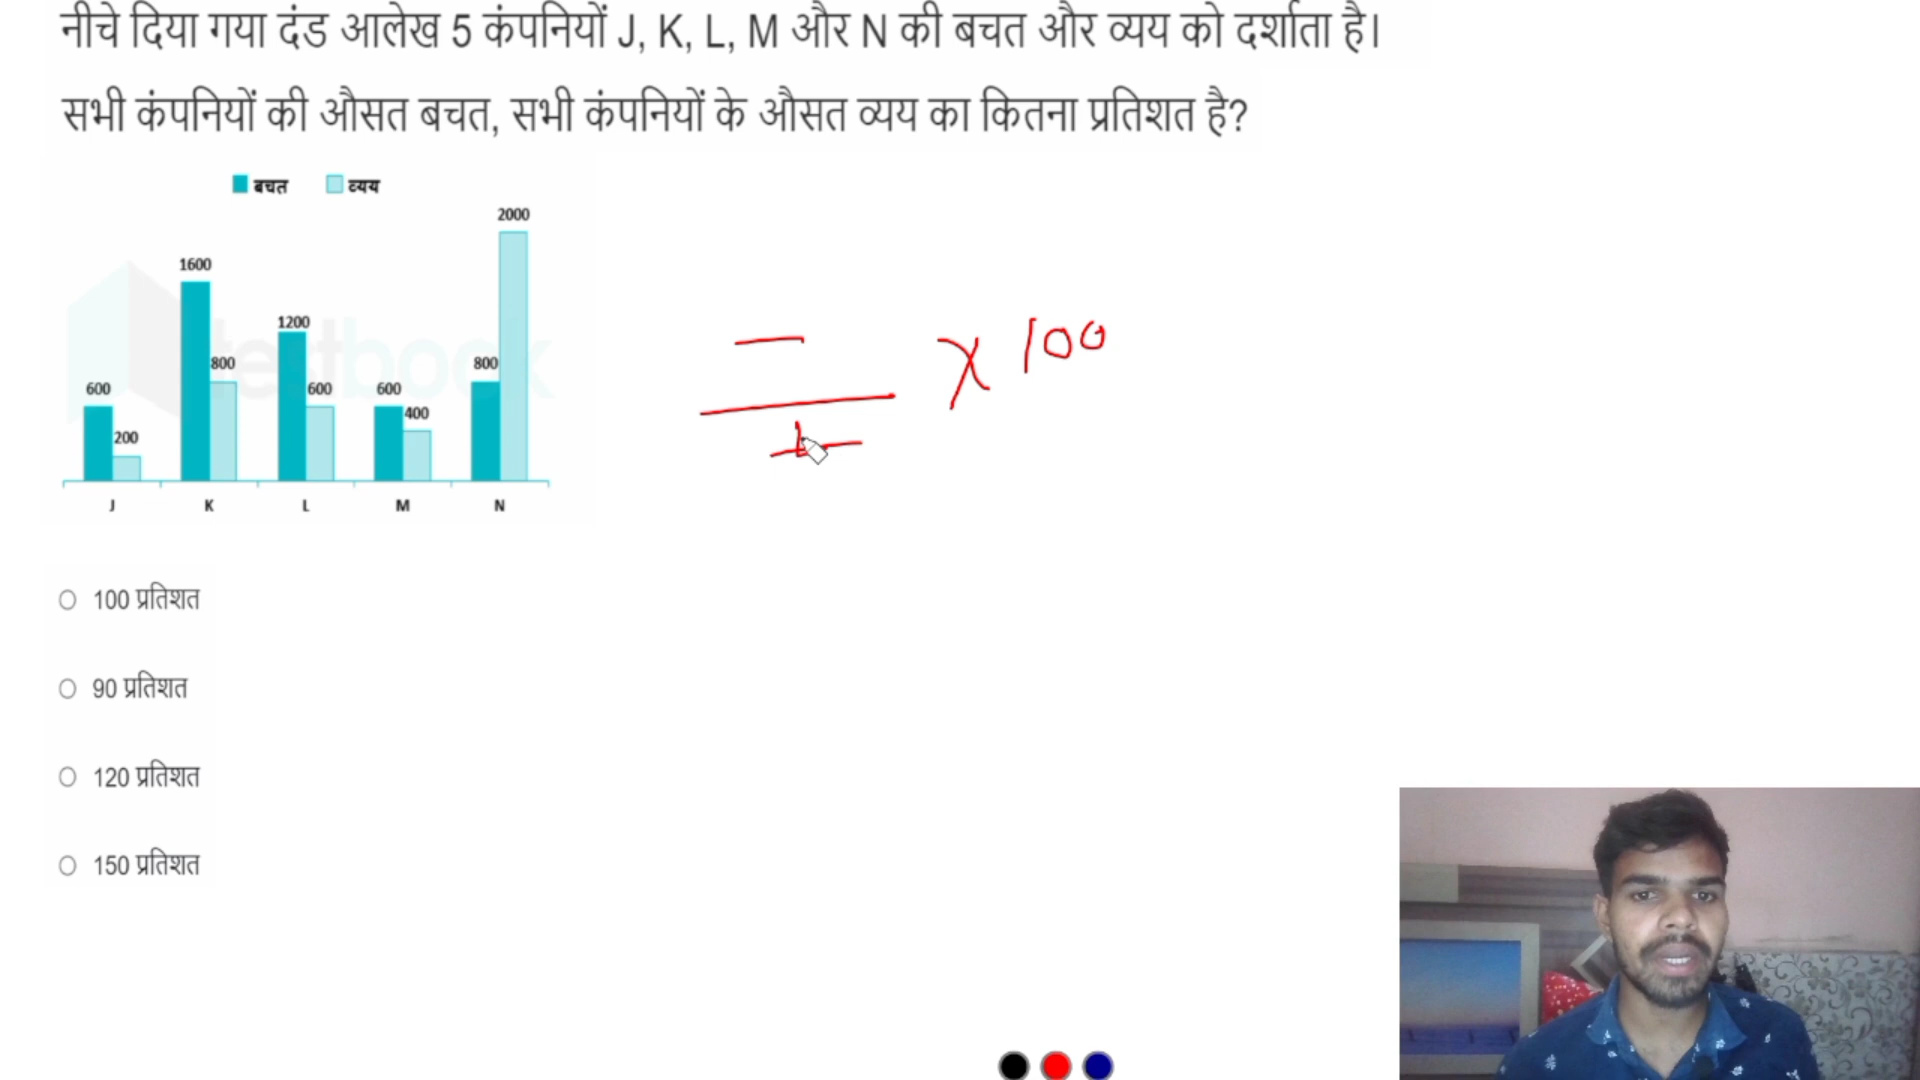 नीचे दिया गया दंड आलेख 5 कंपनियों J, K, L, M और N की बचत और व्यय को दर्शाता है।
सभी कंपनियों की औसत बचत, सभी कंपनियों के औसत व्यय का कितना प्रतिशत है?
बचत व्यय
2000
1600
1200
800 800
600 600 600
400
200
testbook
J K L M N
x 100
100 प्रतिशत
90 प्रतिशत
120 प्रतिशत
150 प्रतिशत